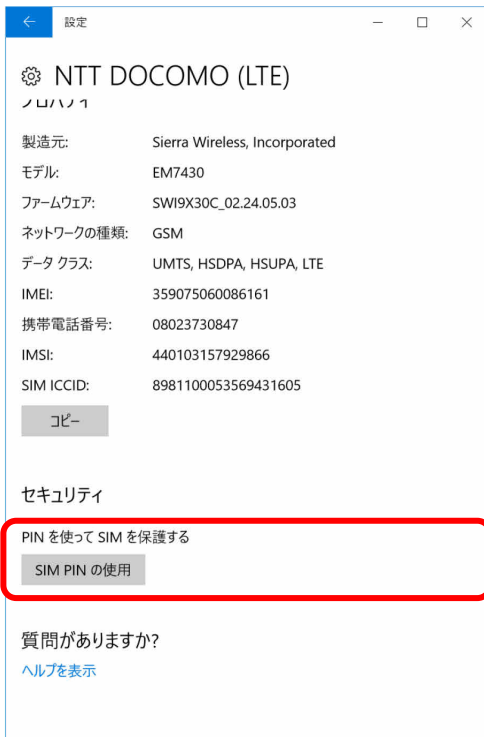 設定
NTT DOCOMO (LTE)
プロパティ
製造元: Sierra Wireless, Incorporated
モデル: EM7430
ファームウェア: SWI9X30C_02.24.05.03
ネットワークの種類: GSM
データ クラス: UMTS, HSDPA, HSUPA, LTE
IMEI: 359075060086161
携帯電話番号: 08023730847
IMSI: 440103157929866
SIM ICCID: 8981100053569431605
コピー
セキュリティ
PIN を使って SIM を保護する
SIM PIN の使用
質問がありますか?
ヘルプを表示